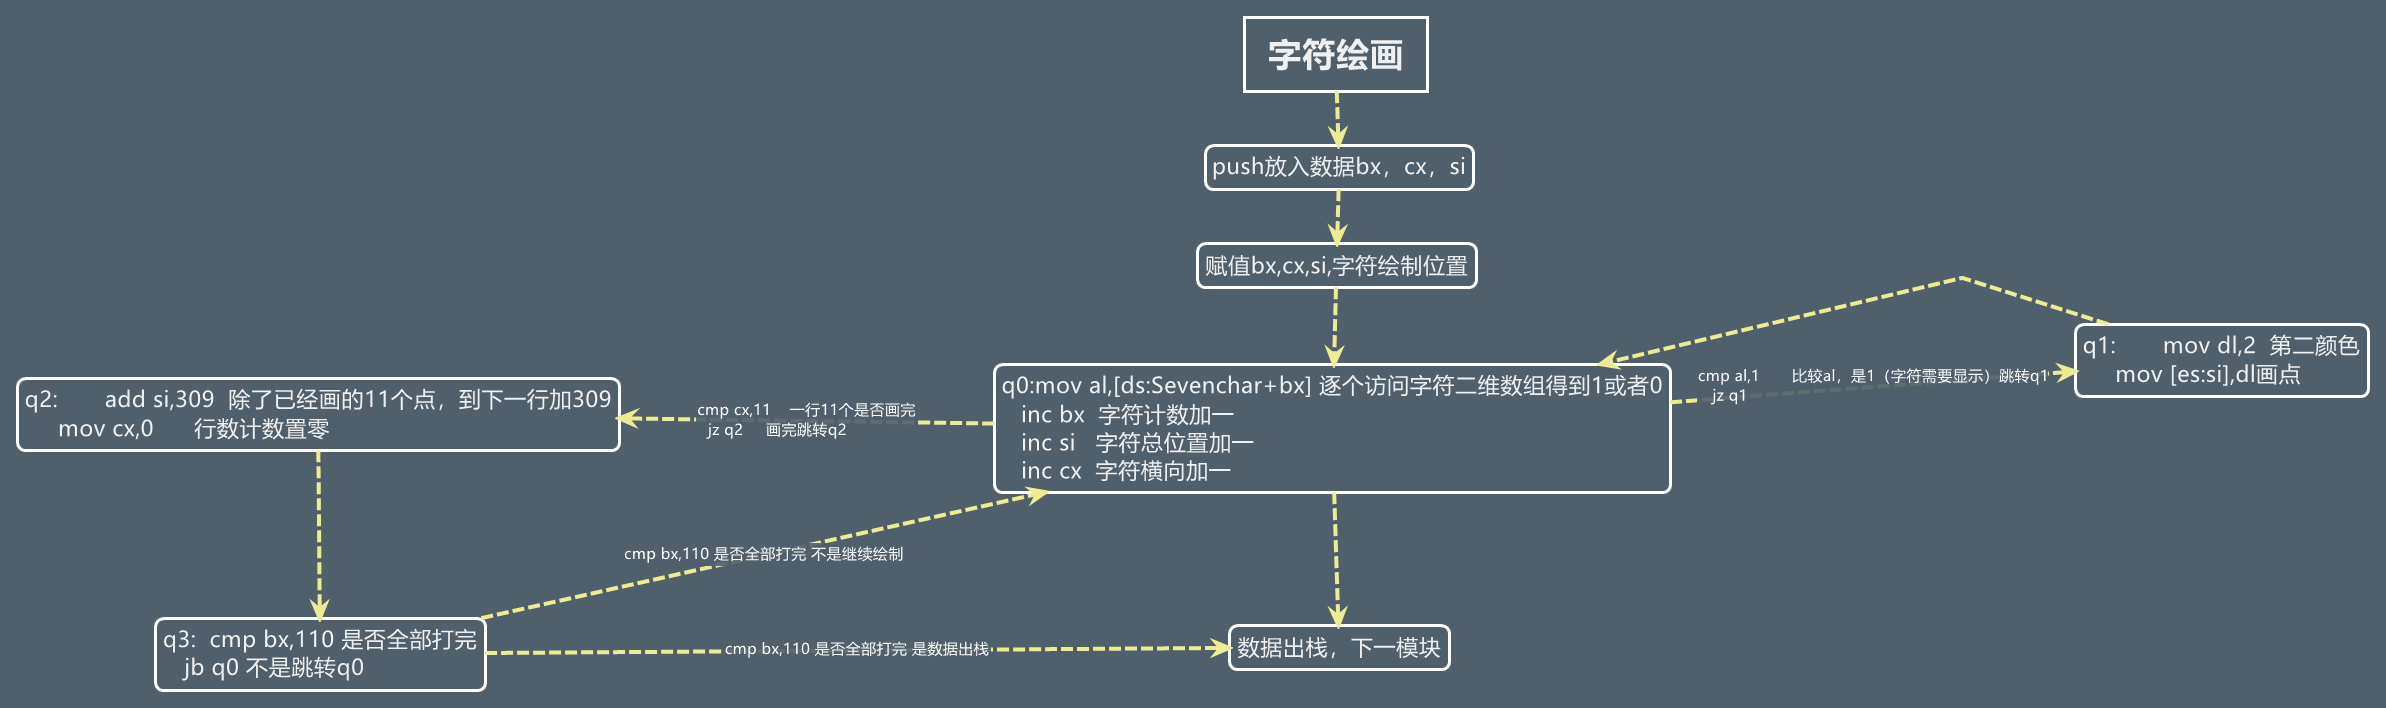 字符绘画
push放入数据bx，cx，si
赋值bx,cx,si,字符绘制位置
q0:mov al,[ds:Sevenchar+bx] 逐个访问字符二维数组得到1或者0
inc bx 字符计数加一
inc si 字符总位置加一
inc cx 字符横向加一
cmp al,1 比较al，是1（字符需要显示）跳转q1
jz q1
q1: mov dl,2 第二颜色
mov [es:si],dl画点
cmp cx,11 一行11个是否画完
jz q2 画完跳转q2
q2: add si,309 除了已经画的11个点，到下一行加309
mov cx,0 行数计数置零
cmp bx,110 是否全部打完 不是继续绘制
q3: cmp bx,110 是否全部打完
jb q0 不是跳转q0
cmp bx,110 是否全部打完 是数据出栈
数据出栈，下一模块